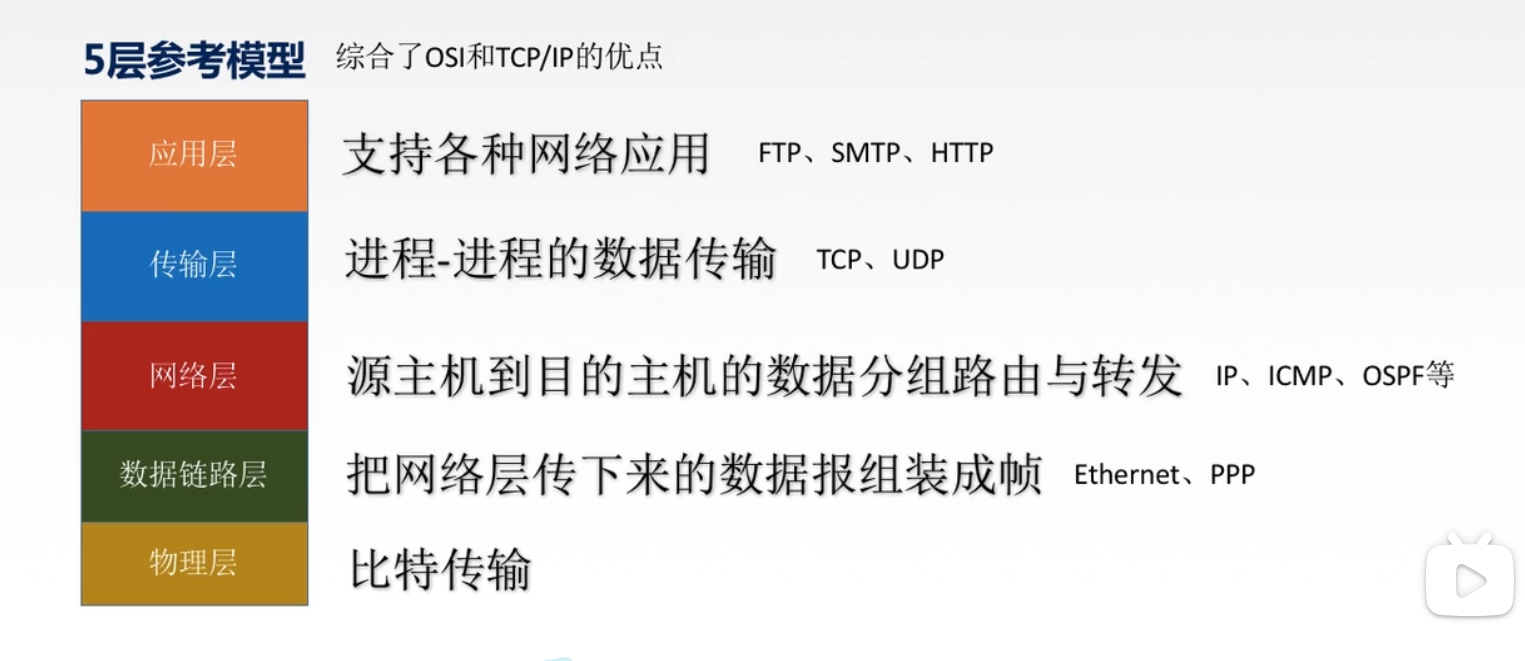 5层参考模型 综合了OSI和TCP/IP的优点
应用层 支持各种网络应用 FTP、SMTP、HTTP
传输层 进程-进程的数据传输 TCP、UDP
网络层 源主机到目的主机的数据分组路由与转发 IP、ICMP、OSPF等
数据链路层 把网络层传下来的数据报组装成帧 Ethernet、PPP
物理层 比特传输